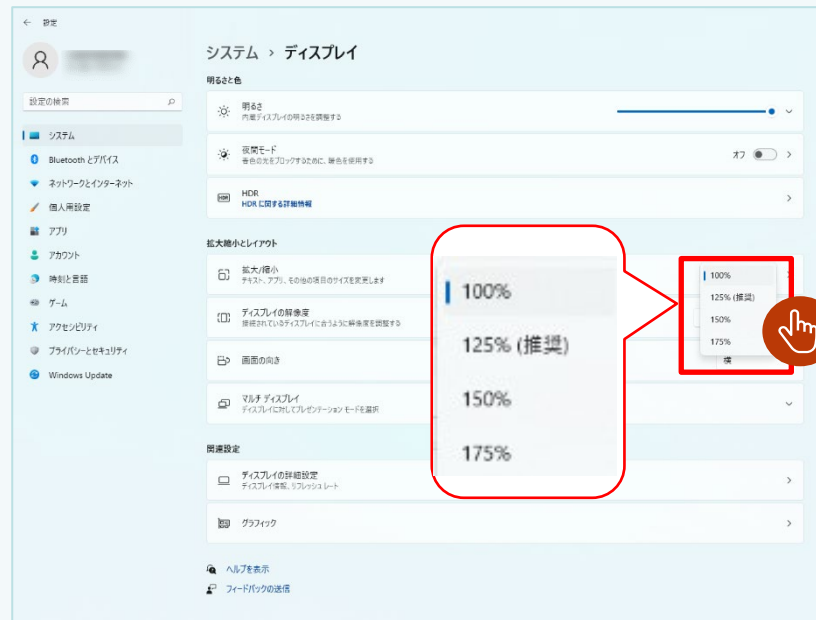 設定
システム › ディスプレイ
明るさと色
設定の検索
明るさ
内蔵ディスプレイの明るさを調整する
システム
Bluetooth とデバイス
ネットワークとインターネット
個人用設定
アプリ
アカウント
時刻と言語
ゲーム
アクセシビリティ
プライバシーとセキュリティ
Windows Update
夜間モード
青色の光をブロックするために、暖色を使用する
オフ
HDR
HDR に関する詳細情報
拡大縮小とレイアウト
拡大/縮小
テキスト、アプリ、その他の項目のサイズを変更します
ディスプレイの解像度
接続されているディスプレイに合うように解像度を調整する
画面の向き
横
マルチ ディスプレイ
ディスプレイに対してプレゼンテーション モードを選択
100%
125% (推奨)
150%
175%
100%
125% (推奨)
150%
175%
関連設定
ディスプレイの詳細設定
ディスプレイ情報、リフレッシュ レート
グラフィック
ヘルプを表示
フィードバックの送信